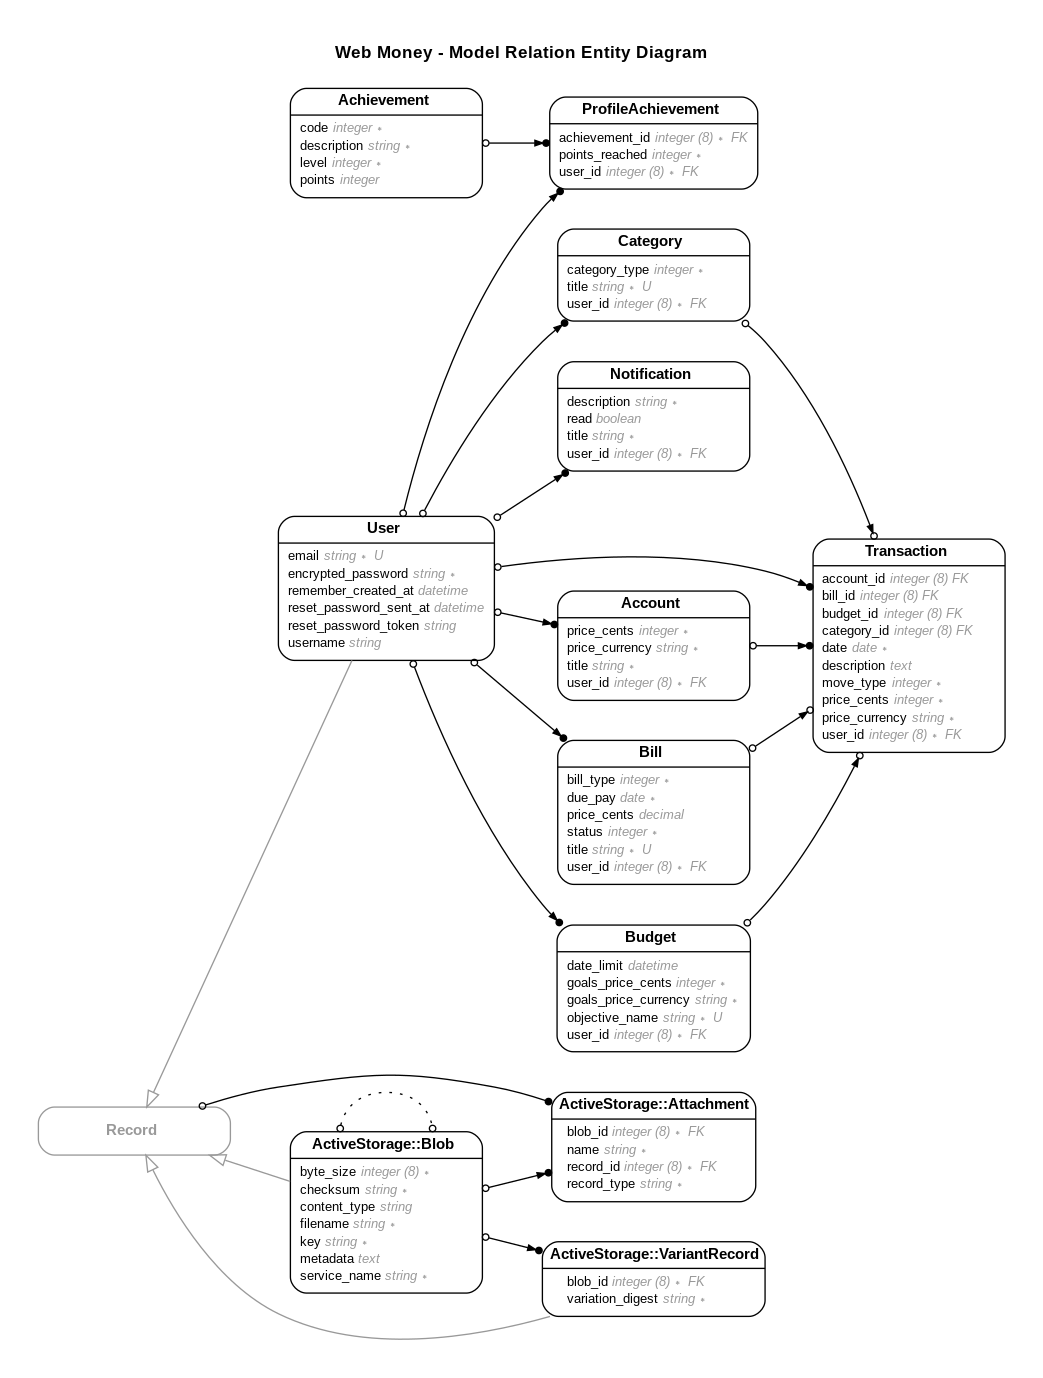 Web Money - Model Relation Entity Diagram
Achievement
code integer *
description string *
level integer *
points integer
ProfileAchievement
achievement_id integer (8) * FK
points_reached integer *
user_id integer (8) * FK
Category
category_type integer *
title string * U
user_id integer (8) * FK
Notification
description string *
read boolean
title string *
user_id integer (8) * FK
User
email string * U
encrypted_password string *
remember_created_at datetime
reset_password_sent_at datetime
reset_password_token string
username string
Account
price_cents integer *
price_currency string *
title string *
user_id integer (8) * FK
Transaction
account_id integer (8) FK
bill_id integer (8) FK
budget_id integer (8) FK
category_id integer (8) FK
date date *
description text
move_type integer *
price_cents integer *
price_currency string *
user_id integer (8) * FK
Bill
bill_type integer *
due_pay date *
price_cents decimal
status integer *
title string * U
user_id integer (8) * FK
Budget
date_limit datetime
goals_price_cents integer *
goals_price_currency string *
objective_name string * U
user_id integer (8) * FK
Record
ActiveStorage::Attachment
blob_id integer (8) * FK
name string *
record_id integer (8) * FK
record_type string *
ActiveStorage::Blob
byte_size integer (8) *
checksum string *
content_type string
filename string *
key string *
metadata text
service_name string *
ActiveStorage::VariantRecord
blob_id integer (8) * FK
variation_digest string *